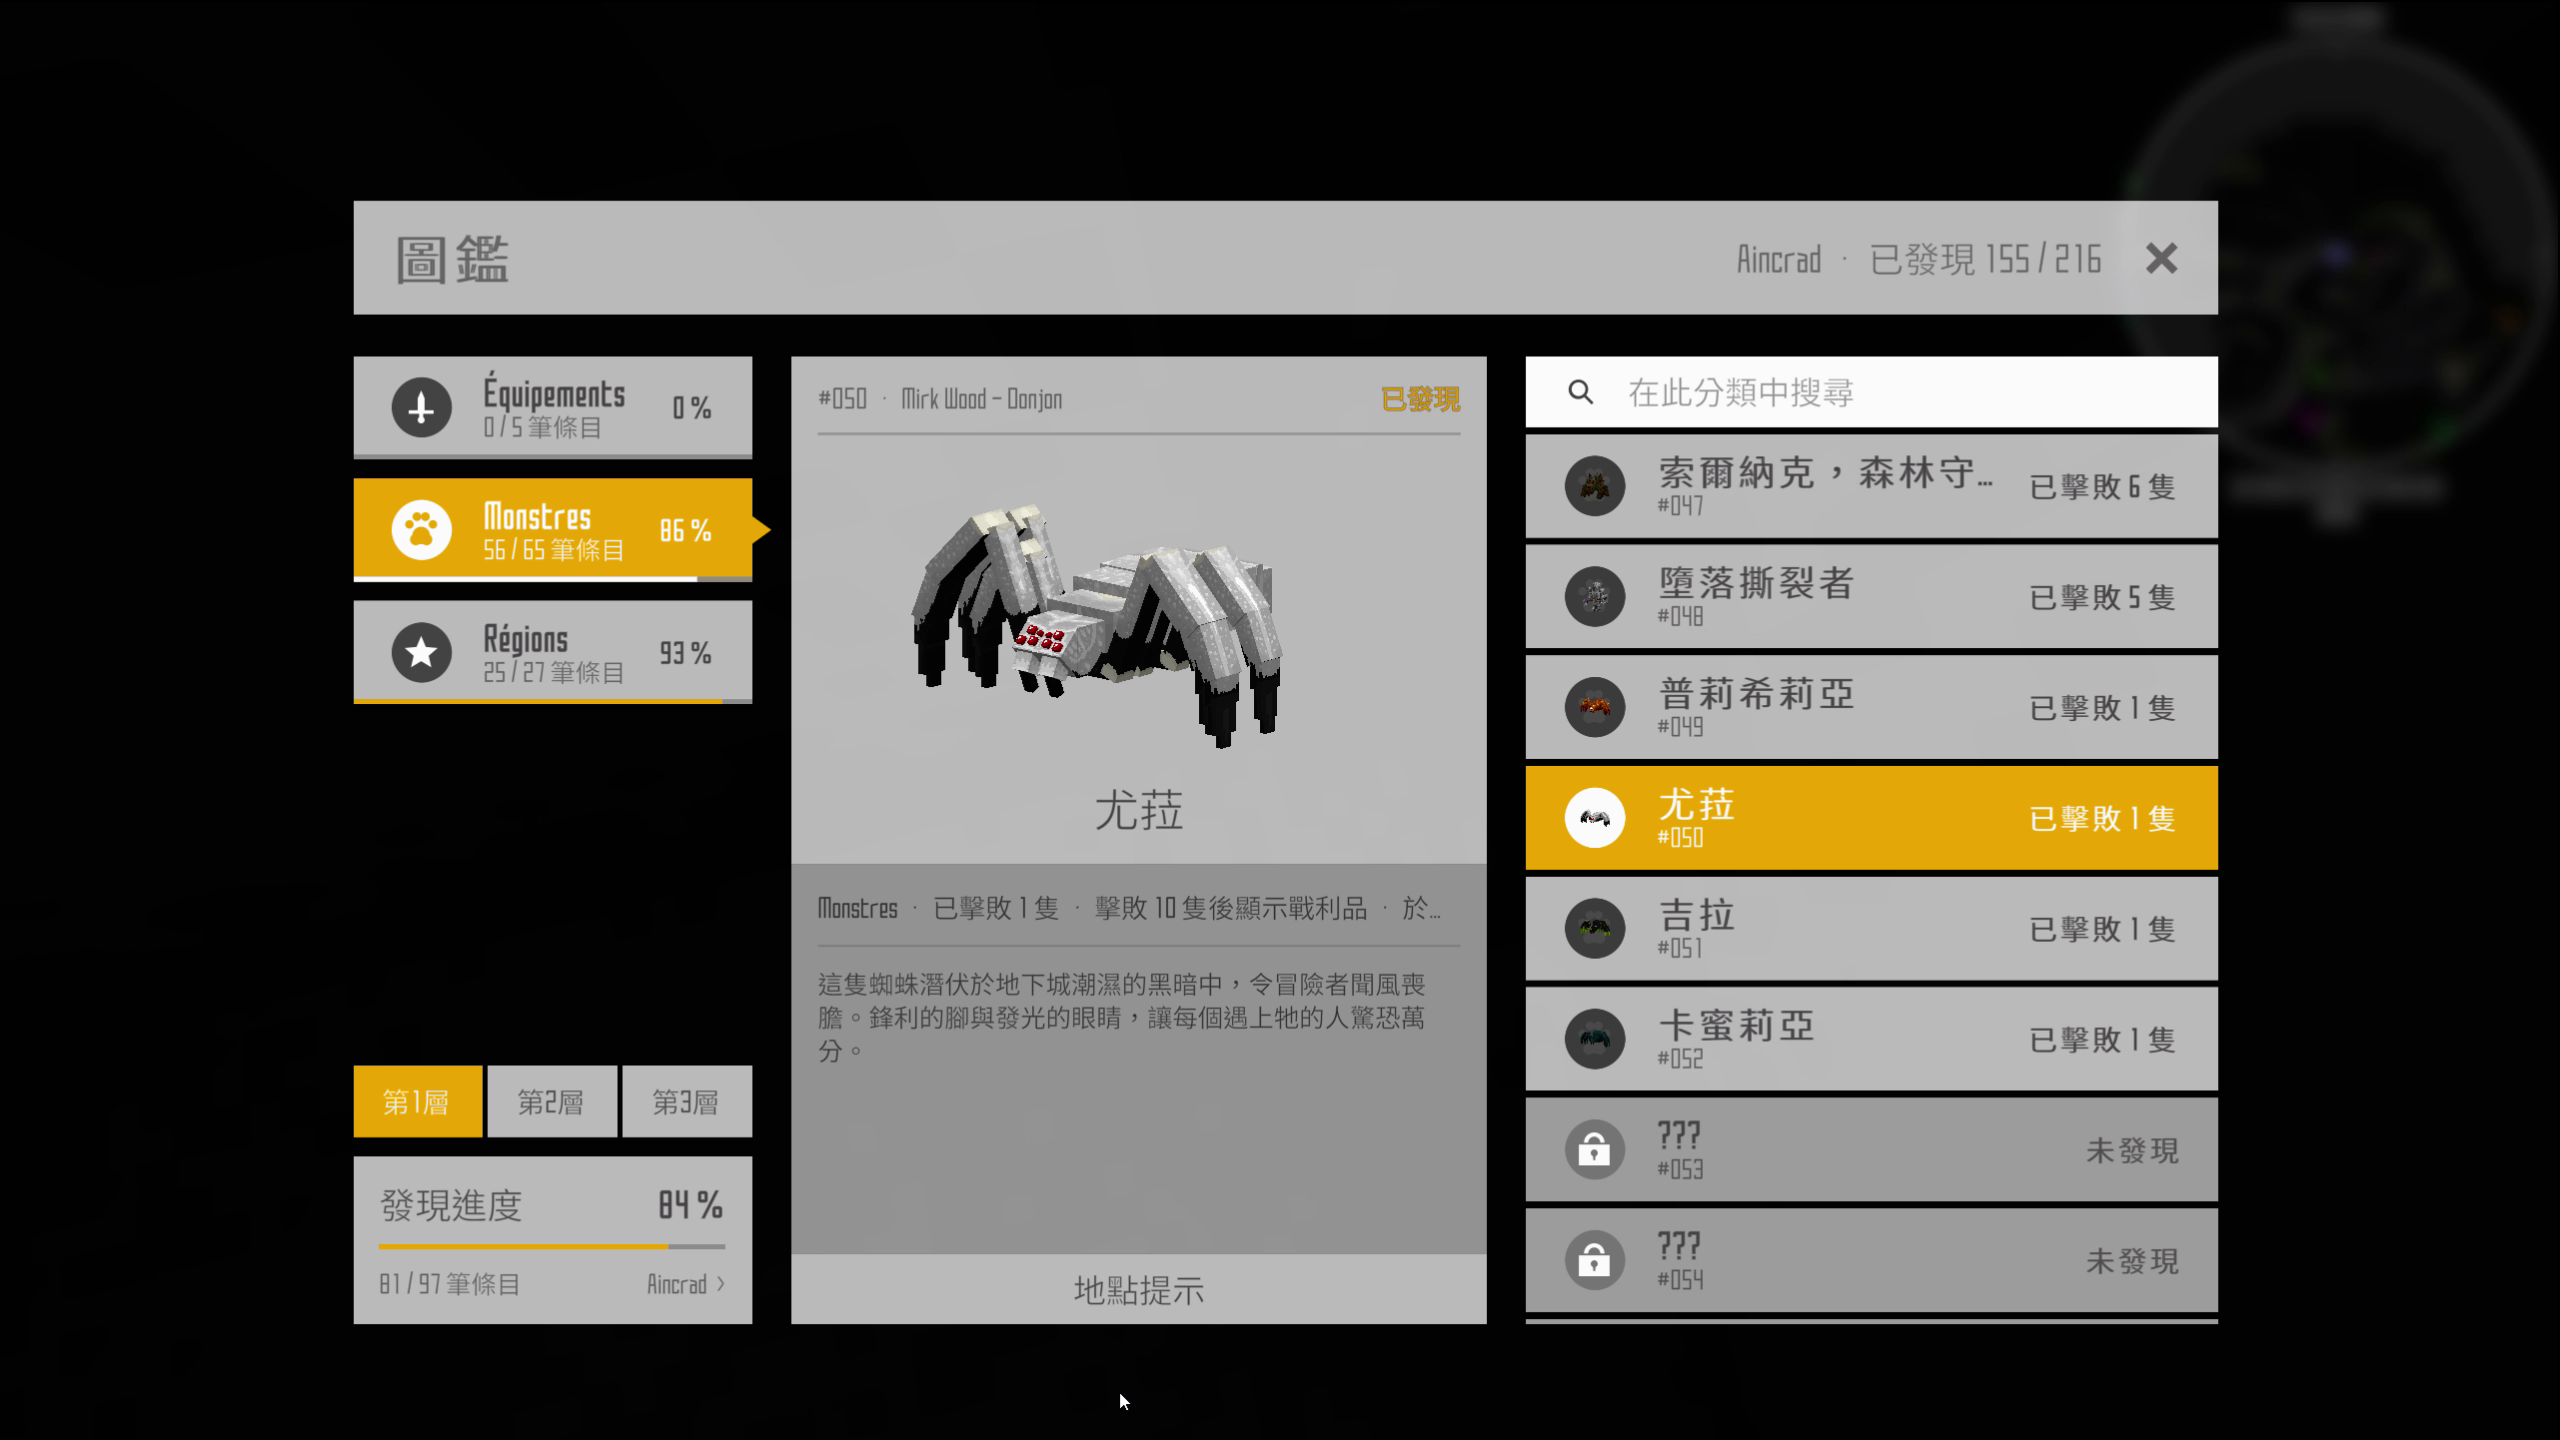 圖鑑
Aincrad · 已發現 155 / 216
Équipements
0 / 5 筆條目
0 %
Monstres
56 / 65 筆條目
86 %
Régions
25 / 27 筆條目
93 %
第1層
第2層
第3層
發現進度
84 %
81 / 97 筆條目
Aincrad >
#050 · Mirk Wood – Donjon
已發現
尤菈
Monstres · 已擊敗 1 隻 · 擊敗 10 隻後顯示戰利品 · 於...
這隻蜘蛛潛伏於地下城潮濕的黑暗中，令冒險者聞風喪
膽。鋒利的腳與發光的眼睛，讓每個遇上牠的人驚恐萬
分。
地點提示
在此分類中搜尋
索爾納克，森林守...
#047
已擊敗 6 隻
墮落撕裂者
#048
已擊敗 5 隻
普莉希莉亞
#049
已擊敗 1 隻
尤菈
#050
已擊敗 1 隻
吉拉
#051
已擊敗 1 隻
卡蜜莉亞
#052
已擊敗 1 隻
???
#053
未發現
???
#054
未發現